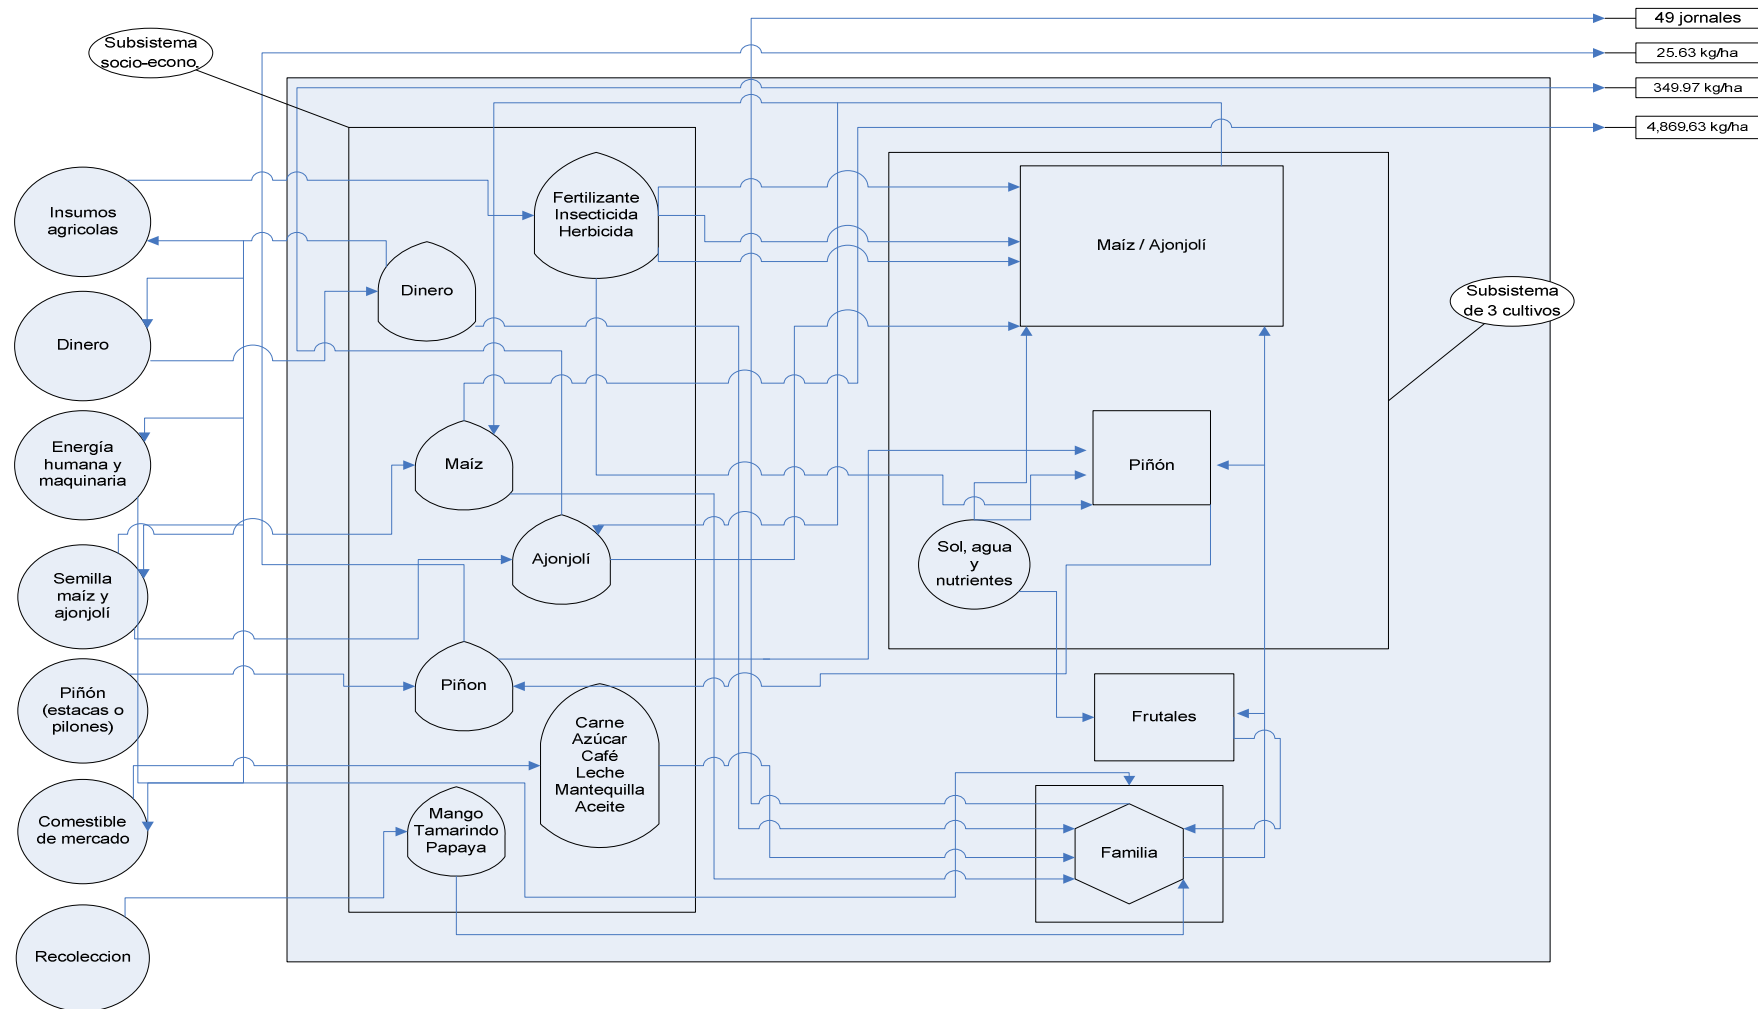 49 jornales
25.63 kg/ha
349.97 kg/ha
4,869.63 kg/ha
Subsistema
socio-econo.
Insumos
agricolas
Dinero
Energía
humana y
maquinaria
Semilla
maíz y
ajonjolí
Piñón
(estacas o
pilones)
Comestible
de mercado
Recoleccion
Fertilizante
Insecticida
Herbicida
Dinero
Maíz
Ajonjolí
Piñon
Carne
Azúcar
Café
Leche
Mantequilla
Aceite
Mango
Tamarindo
Papaya
Maíz / Ajonjolí
Subsistema
de 3 cultivos
Piñón
Sol, agua
y
nutrientes
Frutales
Familia